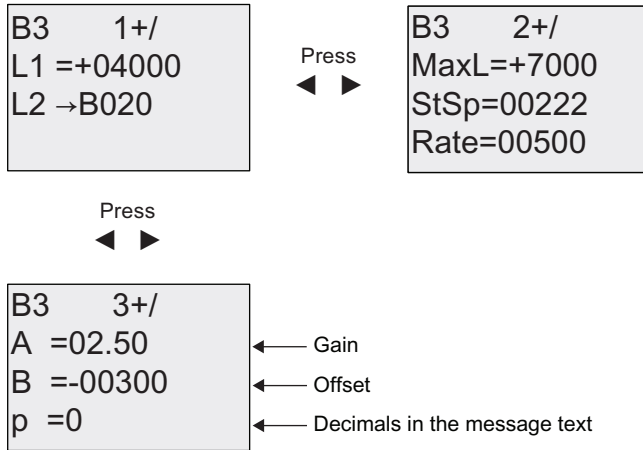 B3 1+/
L1 =+04000
L2 →B020
Press
◄ ►
B3 2+/
MaxL=+7000
StSp=00222
Rate=00500
Press
◄ ►
B3 3+/
A =02.50
Gain
B =-00300
Offset
p =0
Decimals in the message text